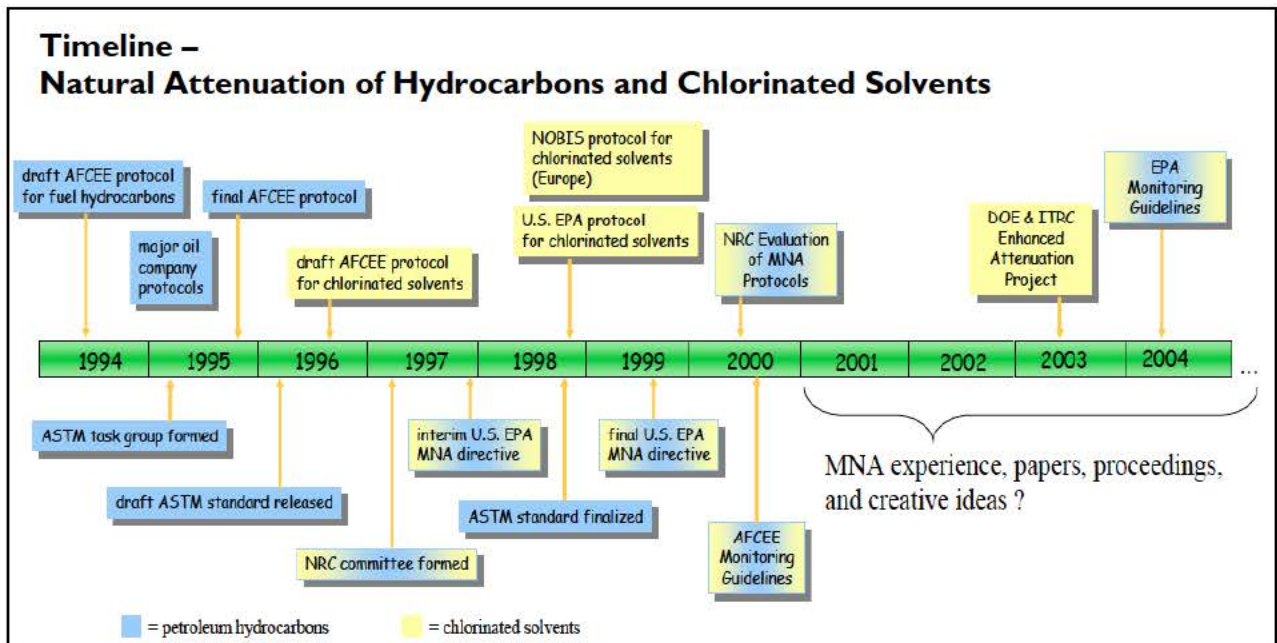 Timeline –
Natural Attenuation of Hydrocarbons and Chlorinated Solvents
draft AFCEE protocol
for fuel hydrocarbons
major oil
company
protocols
final AFCEE protocol
draft AFCEE protocol
for chlorinated solvents
NOBIS protocol for
chlorinated solvents
(Europe)
U.S. EPA protocol
for chlorinated solvents
NRC Evaluation
of MNA
Protocols
DOE & ITRC
Enhanced
Attenuation
Project
EPA
Monitoring
Guidelines
1994 1995 1996 1997 1998 1999 2000 2001 2002 2003 2004 ...
ASTM task group formed
draft ASTM standard released
NRC committee formed
interim U.S. EPA
MNA directive
ASTM standard finalized
final U.S. EPA
MNA directive
AFCEE
Monitoring
Guidelines
MNA experience, papers, proceedings,
and creative ideas ?
= petroleum hydrocarbons
= chlorinated solvents